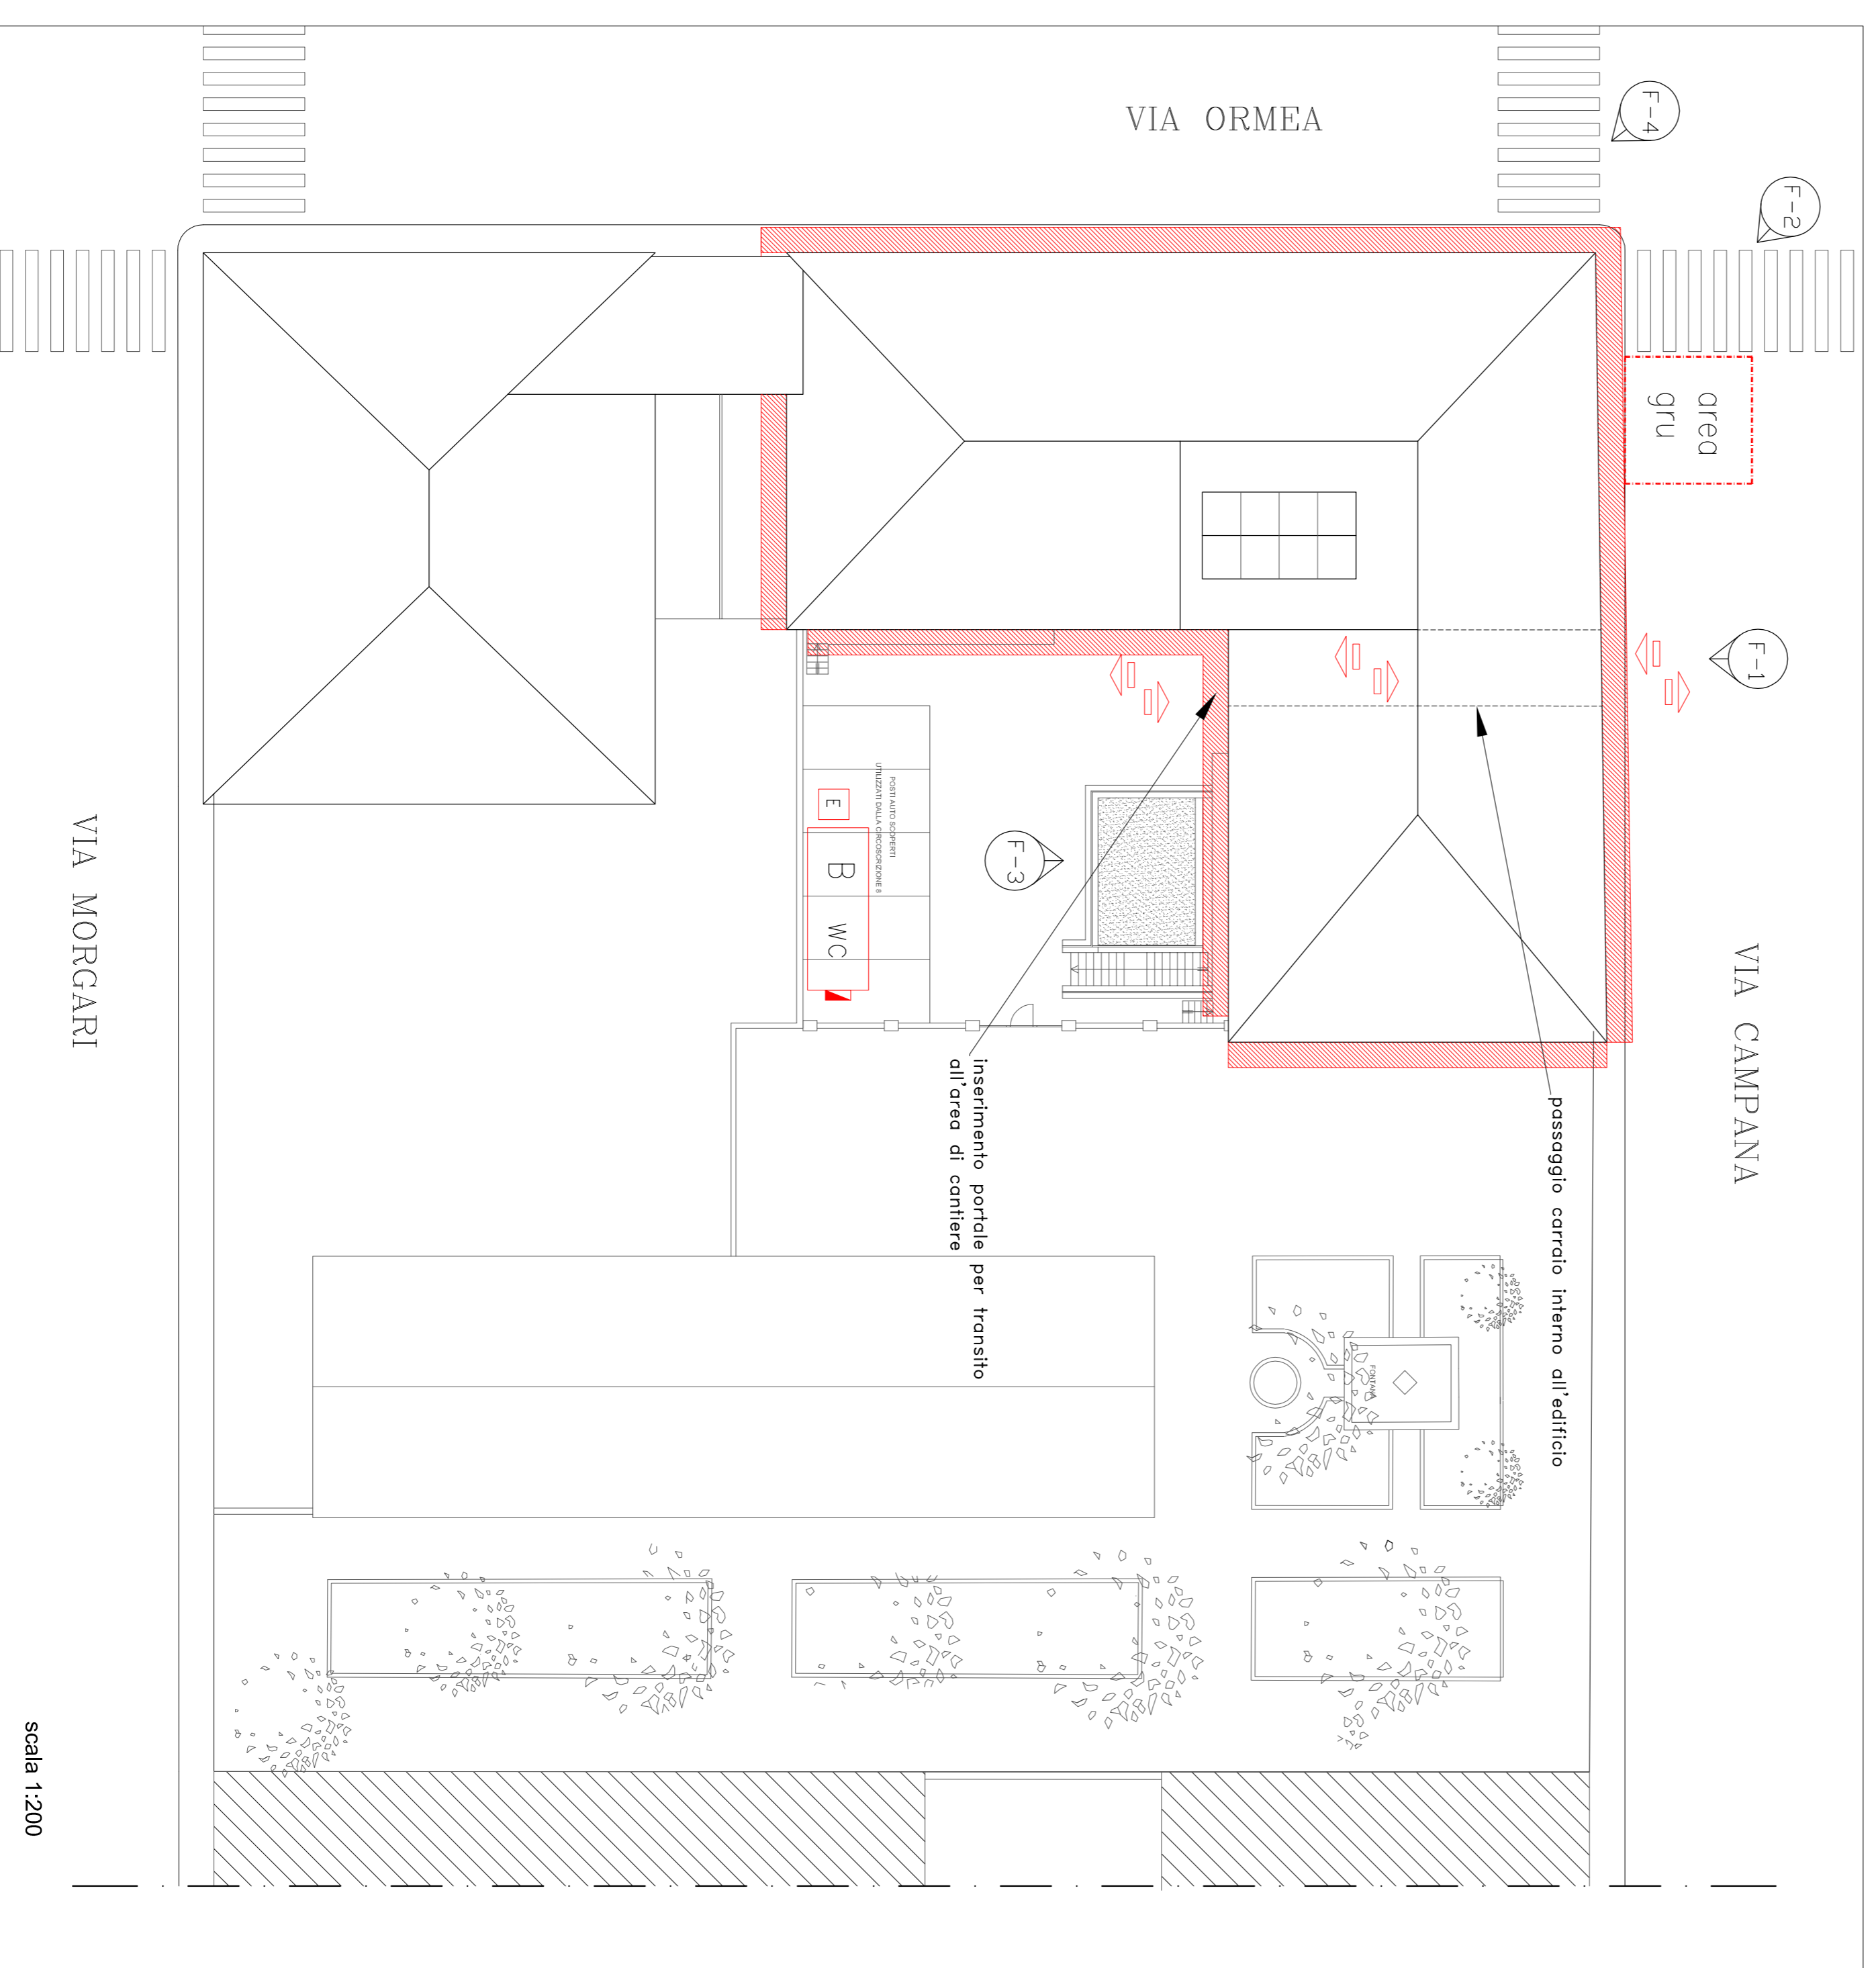 VIA ORMEA
F-4
F-2
area
gru
F-1
VIA CAMPANA
passaggio carraio interno all'edificio
POSTI AUTO SCOPERTI
UTILIZZATI DALLA CIRCOSCRIZIONE 8
E
B
WC
F-3
inserimento portale per transito
all'area di cantiere
FONTANA
VIA MORGARI
scala 1:200